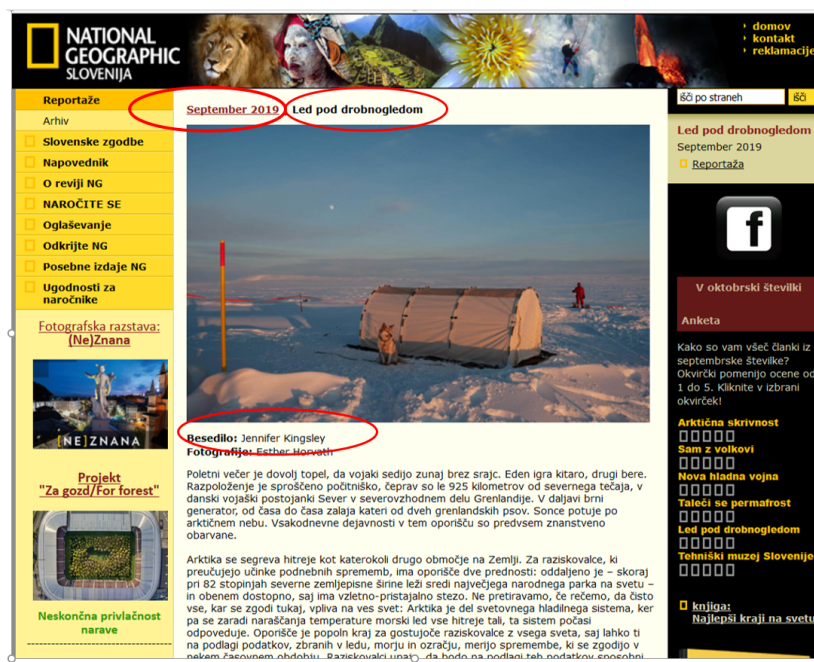 NATIONAL
GEOGRAPHIC
SLOVENIJA
domov
kontakt
reklamacije
Reportaže
Arhiv
Slovenske zgodbe
Napovednik
O reviji NG
NAROČITE SE
Oglaševanje
Odkrijte NG
Posebne izdaje NG
Ugodnosti za
naročnike
Fotografska razstava:
(Ne)Znana
[NE]ZNANA
Projekt
"Za gozd/For forest"
Neskončna privlačnost
narave
September 2019 Led pod drobnogledom
Besedilo: Jennifer Kingsley
Fotografije: Esther Horvath
Poletni večer je dovolj topel, da vojaki sedijo zunaj brez srajc. Eden igra kitaro, drugi bere.
Razpoloženje je sproščeno počitniško, čeprav so le 925 kilometrov od severnega tečaja, v
danski vojaški postojanki Sever v severovzhodnem delu Grenlandije. V daljavi brni
generator, od časa do časa zalaja kateri od dveh grenlandskih psov. Sonce potuje po
arktičnem nebu. Vsakodnevne dejavnosti v tem oporišču so predvsem znanstveno
obarvane.
Arktika se segreva hitreje kot katerokoli drugo območje na Zemlji. Za raziskovalce, ki
preučujejo učinke podnebnih sprememb, ima oporišče dve prednosti: oddaljeno je – skoraj
pri 82 stopinjah severne zemljepisne širine leži sredi največjega narodnega parka na svetu –
in obenem dostopno, saj ima vzletno-pristajalno stezo. Ne pretiravamo, če rečemo, da čisto
vse, kar se zgodi tukaj, vpliva na ves svet: Arktika je del svetovnega hladilnega sistema, ker
pa se zaradi naraščanja temperature morski led vse hitreje tali, ta sistem počasi
odpoveduje. Oporišče je popoln kraj za gostujoče raziskovalce z vsega sveta, saj lahko ti
na podlagi podatkov, zbranih v ledu, morju in ozračju, merijo spremembe, ki se zgodijo v
nekem časovnem obdobju. Raziskovalci upajo, da bodo na podlagi teh podatkov sposobni
išči po straneh
išči
Led pod drobnogledom
September 2019
Reportaža
f
V oktobrski številki
Anketa
Kako so vam všeč članki iz
septembrske številke?
Okvirčki pomenijo ocene od
1 do 5. Kliknite v izbrani
okvirček!
Arktična skrivnost
Sam z volkovi
Nova hladna vojna
Taleči se permafrost
Led pod drobnogledom
Tehniški muzej Slovenije
knjiga:
Najlepši kraji na svetu